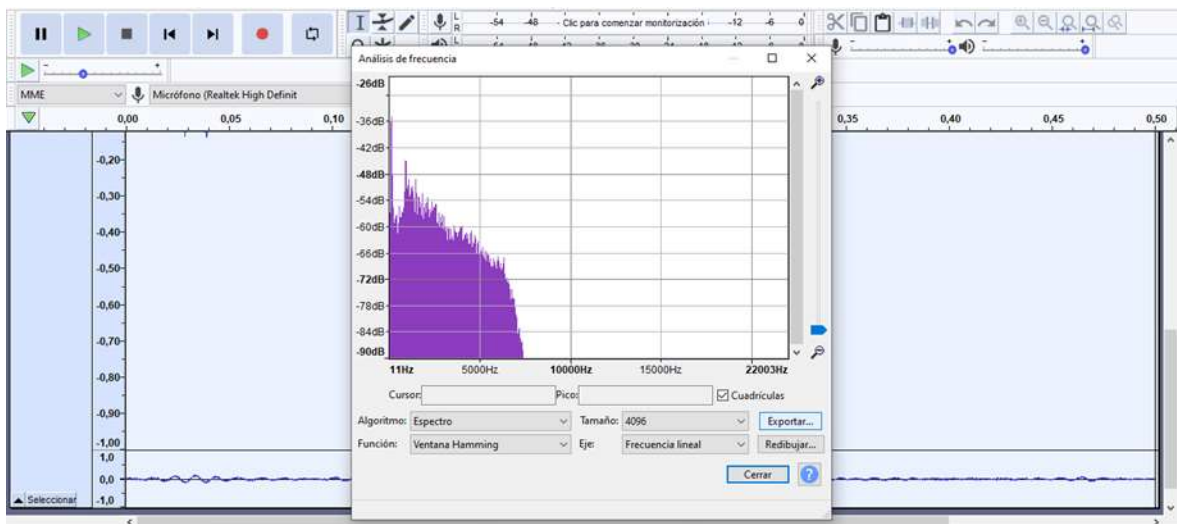 L
R
-54 -48 - Clic para comenzar monitorización - -12 -6 0
Análisis de frecuencia
MME
Micrófono (Realtek High Definit
0,00 0,05 0,10 0,35 0,40 0,45 0,50
-26dB
-36dB
-42dB
-48dB
-54dB
-60dB
-66dB
-72dB
-78dB
-84dB
-90dB
11Hz 5000Hz 10000Hz 15000Hz 22003Hz
-0,20
-0,30
-0,40
-0,50
-0,60
-0,70
-0,80
-0,90
-1,00
1,0
0,0
-1,0
Seleccionar
Cursor: Pico: Cuadrículas
Algoritmo: Espectro Tamaño: 4096 Exportar...
Función: Ventana Hamming Eje: Frecuencia lineal Redibujar...
Cerrar ?